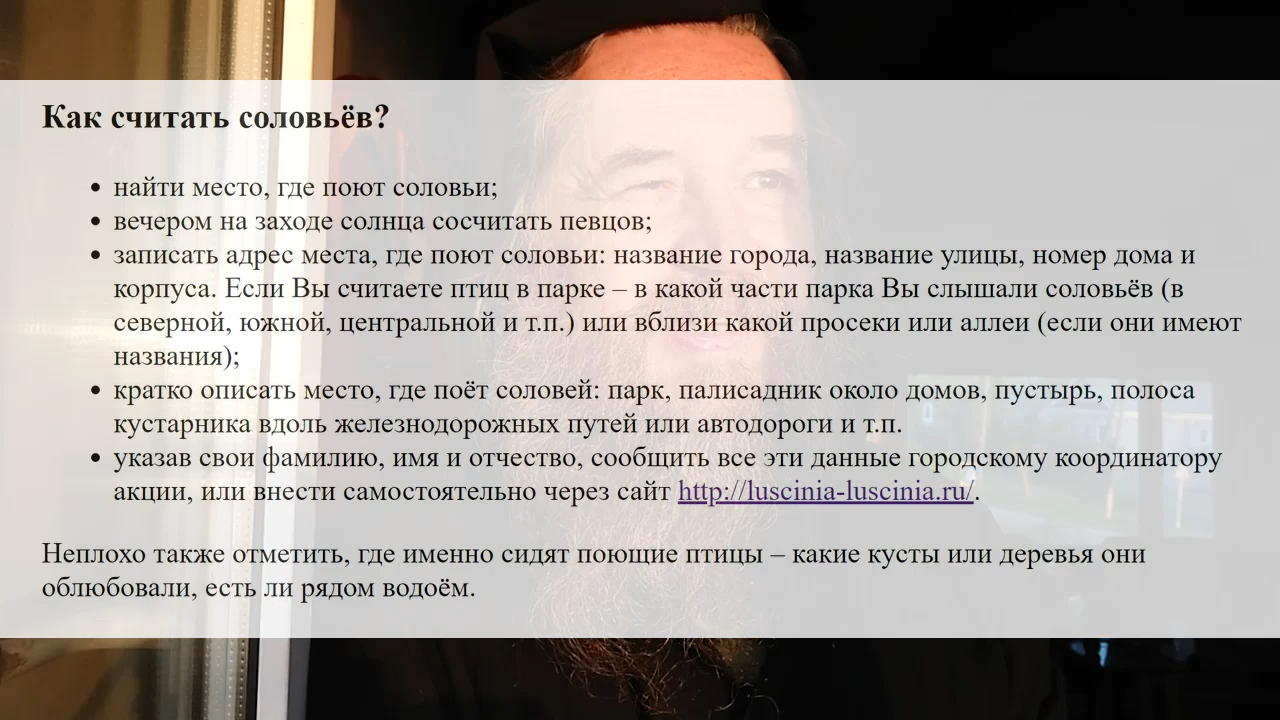 Как считать соловьёв?
найти место, где поют соловьи;
вечером на заходе солнца сосчитать певцов;
записать адрес места, где поют соловьи: название города, название улицы, номер дома и
корпуса. Если Вы считаете птиц в парке – в какой части парка Вы слышали соловьёв (в
северной, южной, центральной и т.п.) или вблизи какой просеки или аллеи (если они имеют
названия);
кратко описать место, где поёт соловей: парк, палисадник около домов, пустырь, полоса
кустарника вдоль железнодорожных путей или автодороги и т.п.
указав свои фамилию, имя и отчество, сообщить все эти данные городскому координатору
акции, или внести самостоятельно через сайт http://luscinia-luscinia.ru/.
Неплохо также отметить, где именно сидят поющие птицы – какие кусты или деревья они
облюбовали, есть ли рядом водоём.